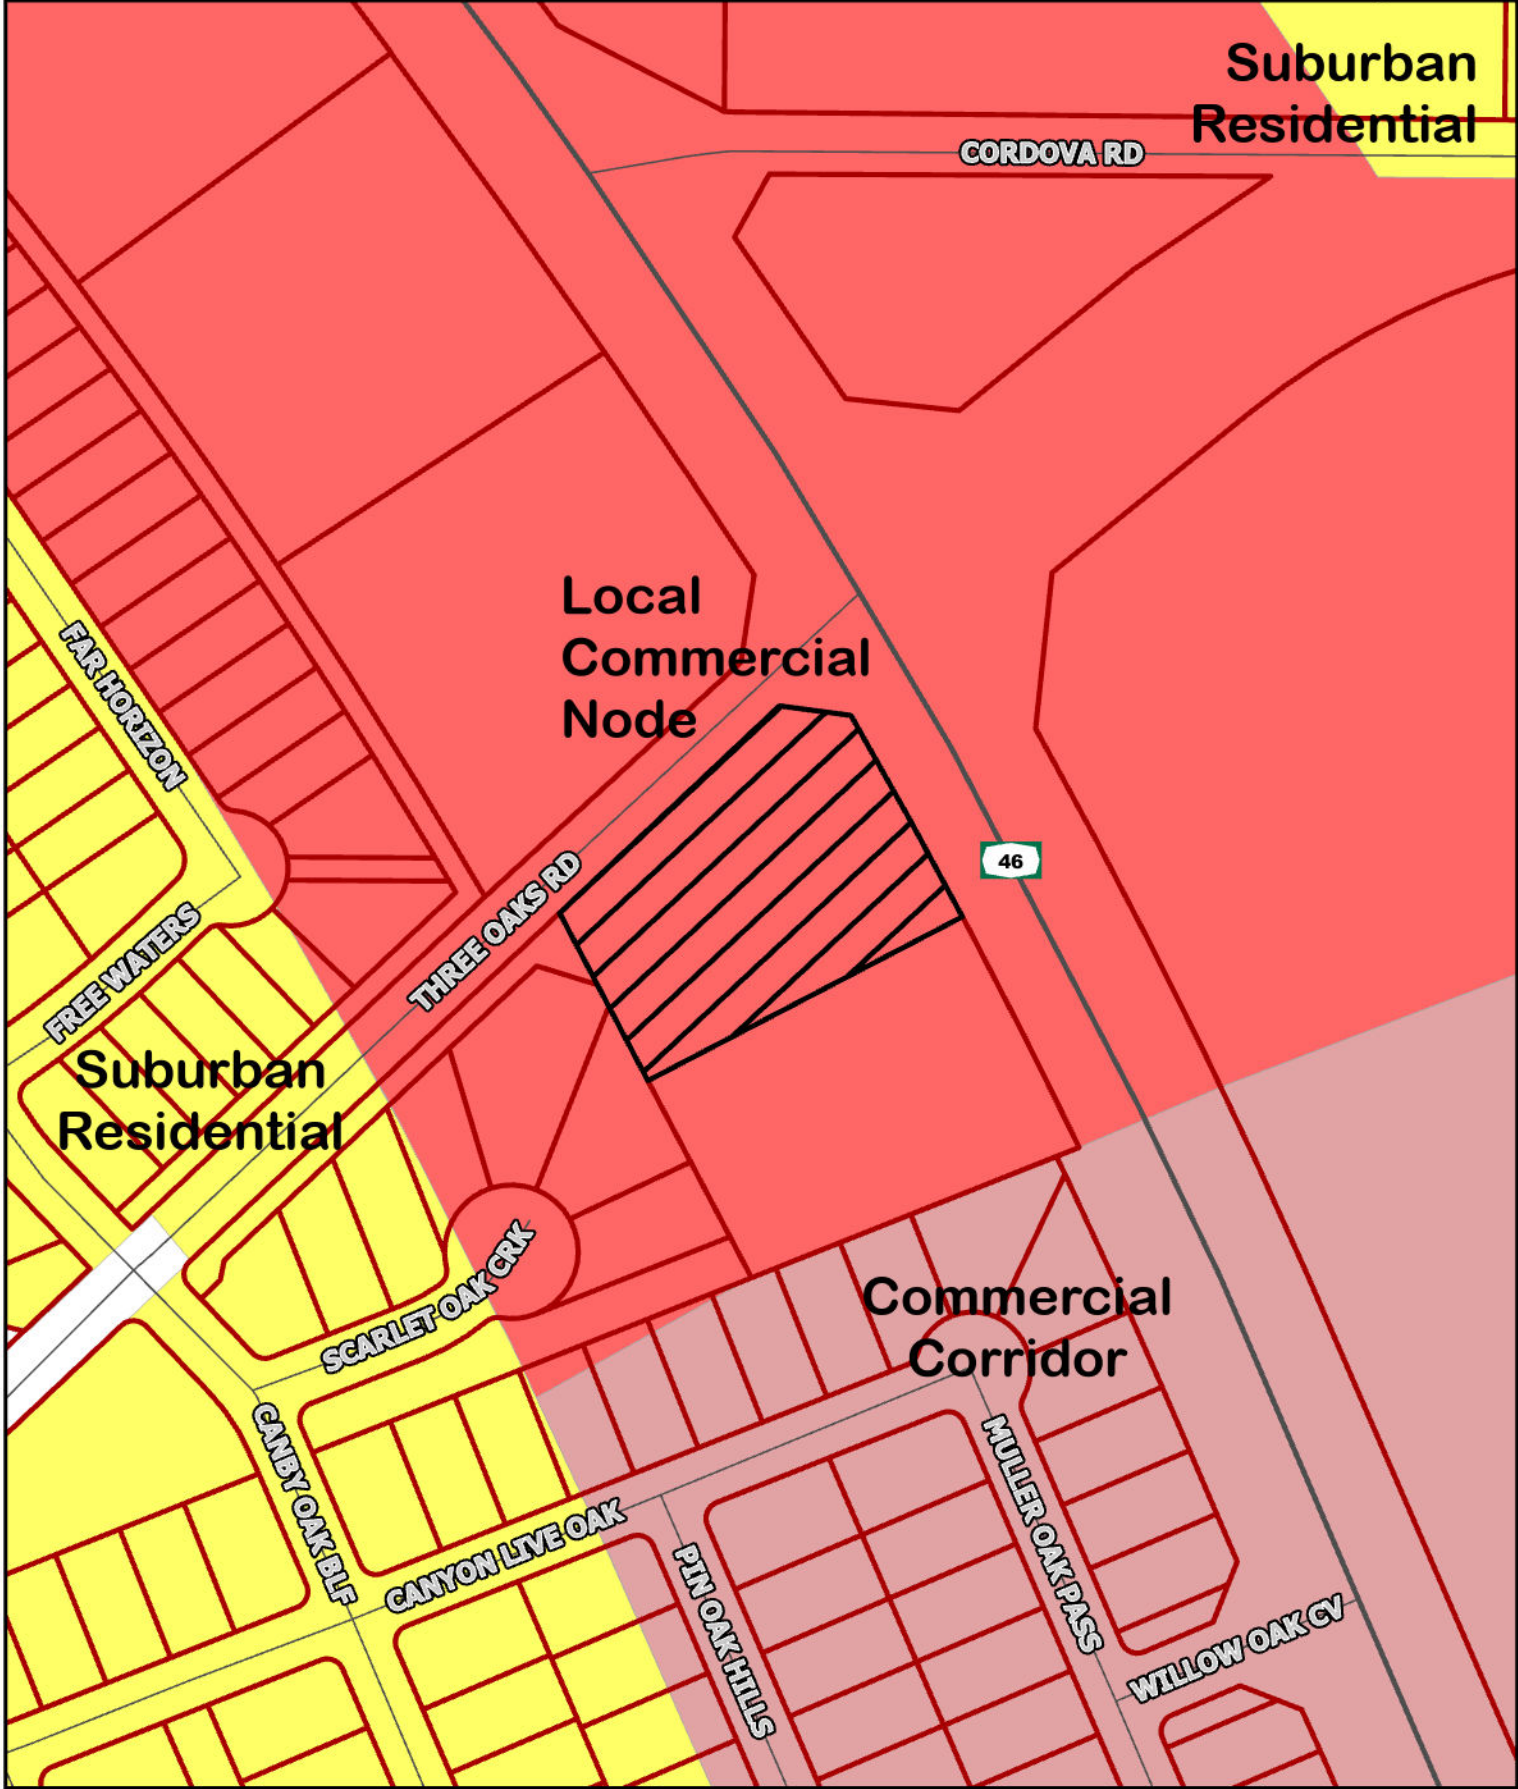 Suburban
Residential
CORDOVA RD
Local
Commercial
Node
FAR HORIZON
46
THREE OAKS RD
FREE WATERS
Suburban
Residential
SCARLET OAK CRK
Commercial
Corridor
CANBY OAK BLF
CANYON LIVE OAK
MULLER OAK PASS
PIN OAK HILLS
WILLOW OAK CV